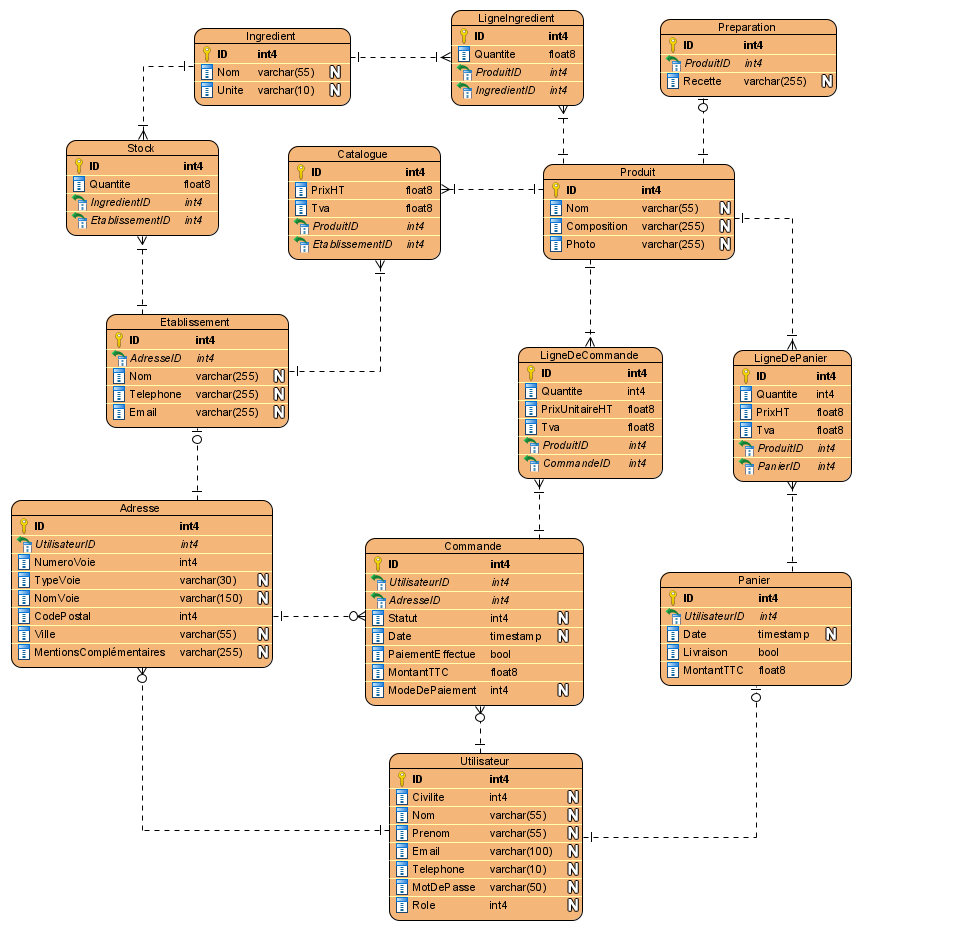 Ingredient
ID int4
Nom varchar(55) N
Unite varchar(10) N
LigneIngredient
ID int4
Quantite float8
ProduitID int4
IngredientID int4
Preparation
ID int4
ProduitID int4
Recette varchar(255) N
Stock
ID int4
Quantite float8
IngredientID int4
EtablissementID int4
Catalogue
ID int4
PrixHT float8
Tva float8
ProduitID int4
EtablissementID int4
Produit
ID int4
Nom varchar(55) N
Composition varchar(255) N
Photo varchar(255) N
Etablissement
ID int4
AdresseID int4
Nom varchar(255) N
Telephone varchar(255) N
Email varchar(255) N
LigneDeCommande
ID int4
Quantite int4
PrixUnitaireHT float8
Tva float8
ProduitID int4
CommandeID int4
LigneDePanier
ID int4
Quantite int4
PrixHT float8
Tva float8
ProduitID int4
PanierID int4
Adresse
ID int4
UtilisateurID int4
NumeroVoie int4
TypeVoie varchar(30) N
NomVoie varchar(150) N
CodePostal int4
Ville varchar(55) N
MentionsComplémentaires varchar(255) N
Commande
ID int4
UtilisateurID int4
AdresseID int4
Statut int4 N
Date timestamp N
PaiementEffectue bool
MontantTTC float8
ModeDePaiement int4 N
Panier
ID int4
UtilisateurID int4
Date timestamp N
Livraison bool
MontantTTC float8
Utilisateur
ID int4
Civilite int4 N
Nom varchar(55) N
Prenom varchar(55) N
Email varchar(100) N
Telephone varchar(10) N
MotDePasse varchar(50) N
Role int4 N